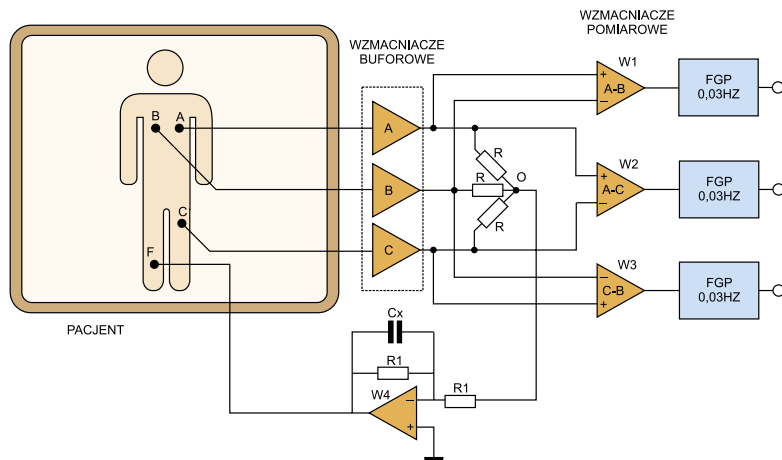 WZMACNIACZE
BUFOROWE
WZMACNIACZE
POMIAROWE
W1
+
A-B
−
FGP
0,03HZ
B
A
A
R
O
W2
+
A-C
−
FGP
0,03HZ
B
R
R
C
C
F
W3
−
C-B
+
FGP
0,03HZ
PACJENT
Cx
R1
W4
−
+
R1